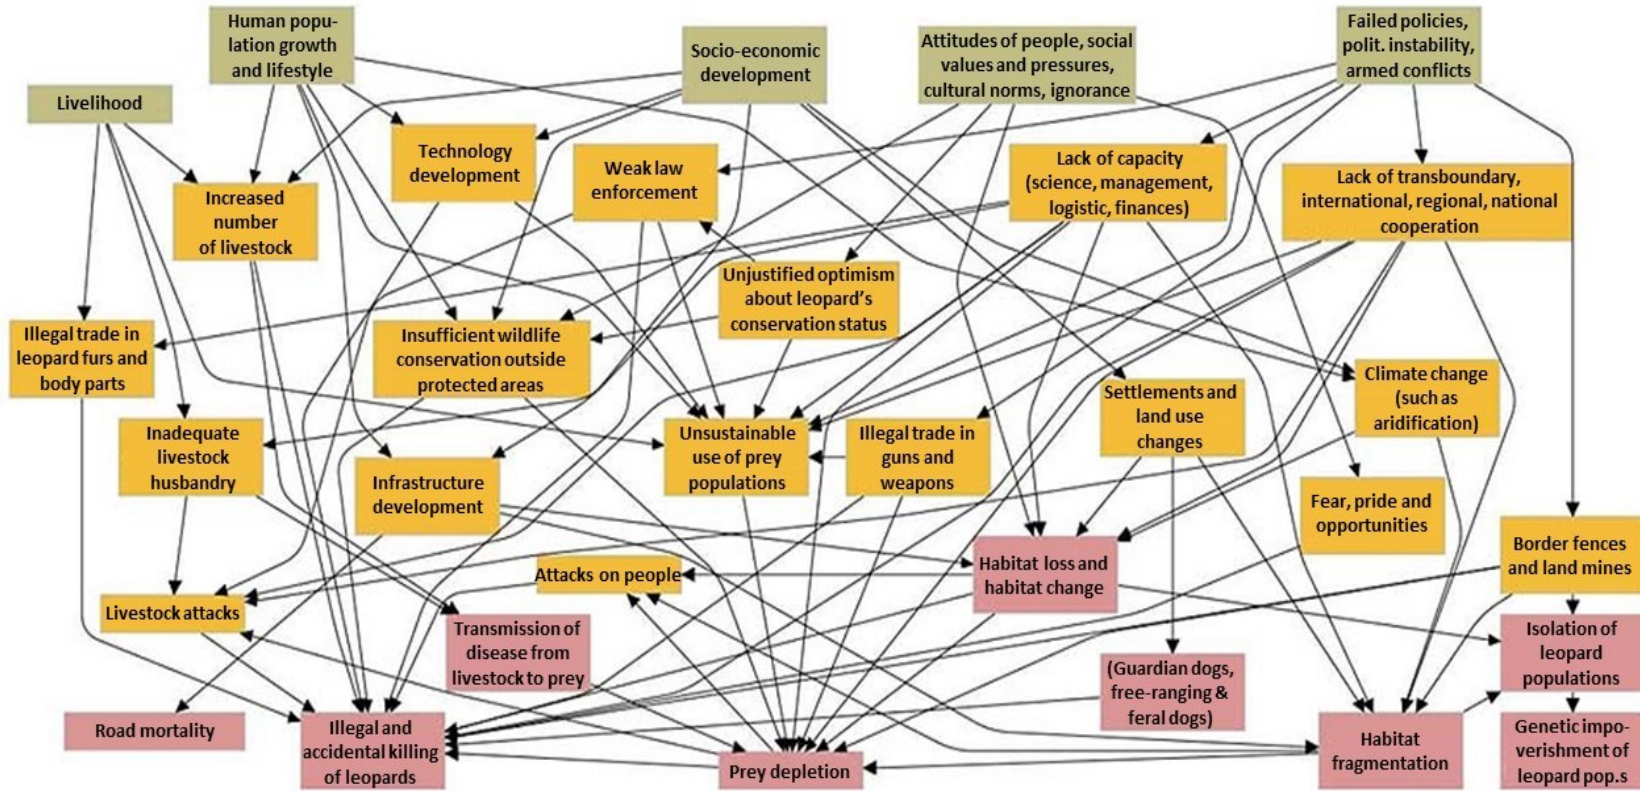 Human popu-
lation growth
and lifestyle
Socio-economic
development
Attitudes of people, social
values and pressures,
cultural norms, ignorance
Failed policies,
polit. instability,
armed conflicts
Livelihood
Technology
development
Weak law
enforcement
Lack of capacity
(science, management,
logistic, finances)
Lack of transboundary,
international, regional, national
cooperation
Increased
number
of livestock
Unjustified optimism
about leopard’s
conservation status
Illegal trade in
leopard furs and
body parts
Insufficient wildlife
conservation outside
protected areas
Climate change
(such as
aridification)
Settlements and
land use
changes
Inadequate
livestock
husbandry
Unsustainable
use of prey
populations
Illegal trade in
guns and
weapons
Infrastructure
development
Fear, pride and
opportunities
Border fences
and land mines
Attacks on people
Habitat loss and
habitat change
Livestock attacks
Transmission of
disease from
livestock to prey
Isolation of
leopard
populations
(Guardian dogs,
free-ranging &
feral dogs)
Road mortality
Illegal and
accidental killing
of leopards
Prey depletion
Habitat
fragmentation
Genetic impo-
verishment of
leopard pop.s